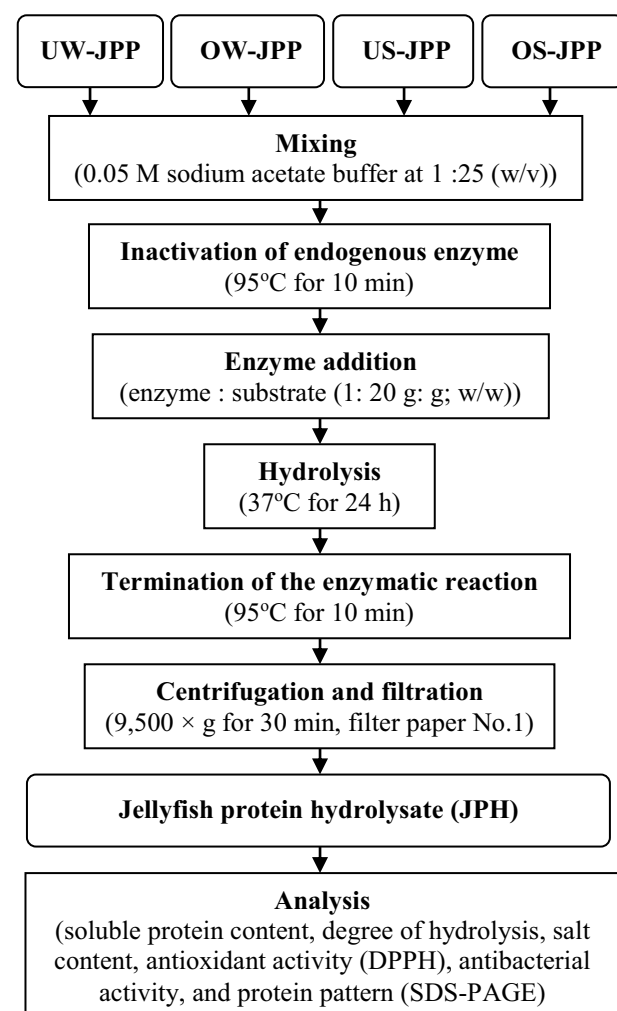 UW-JPP OW-JPP US-JPP OS-JPP
Mixing
(0.05 M sodium acetate buffer at 1 :25 (w/v))
Inactivation of endogenous enzyme
(95ºC for 10 min)
Enzyme addition
(enzyme : substrate (1: 20 g: g; w/w))
Hydrolysis
(37ºC for 24 h)
Termination of the enzymatic reaction
(95ºC for 10 min)
Centrifugation and filtration
(9,500 × g for 30 min, filter paper No.1)
Jellyfish protein hydrolysate (JPH)
Analysis
(soluble protein content, degree of hydrolysis, salt
content, antioxidant activity (DPPH), antibacterial
activity, and protein pattern (SDS-PAGE)